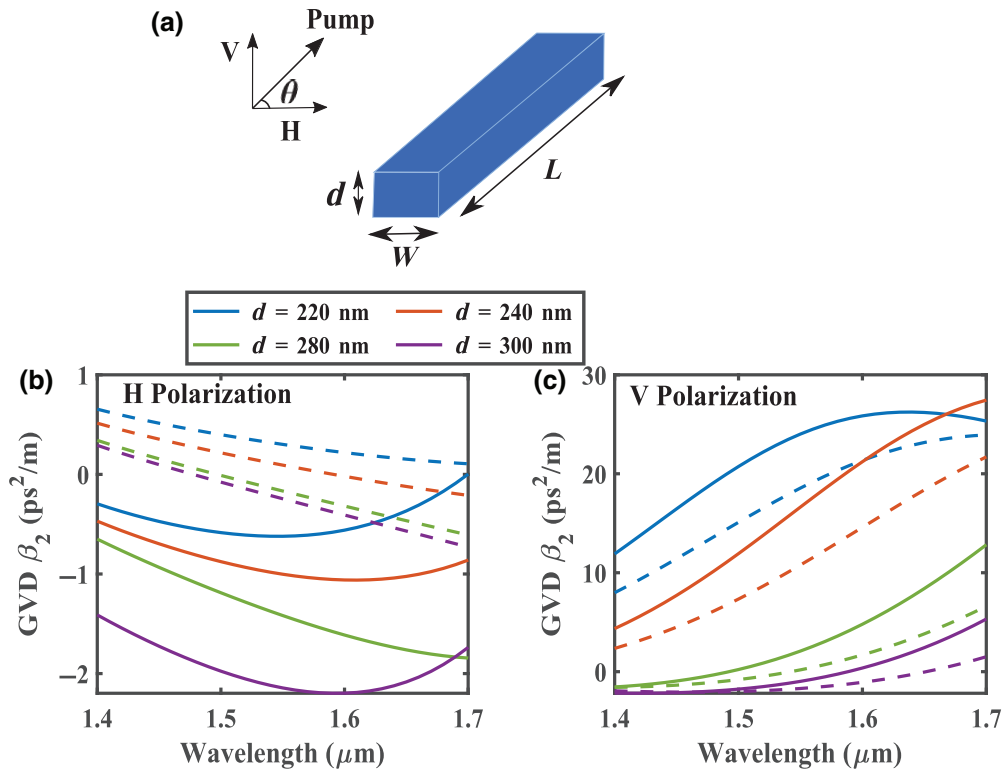 (a)
Pump
V
θ
H
L
d
W
d = 220 nm
d = 240 nm
d = 280 nm
d = 300 nm
(b)
H Polarization
GVD β₂ (ps²/m)
1
0
−1
−2
1.4
1.5
1.6
1.7
Wavelength (μm)
(c)
V Polarization
GVD β₂ (ps²/m)
30
20
10
0
1.4
1.5
1.6
1.7
Wavelength (μm)